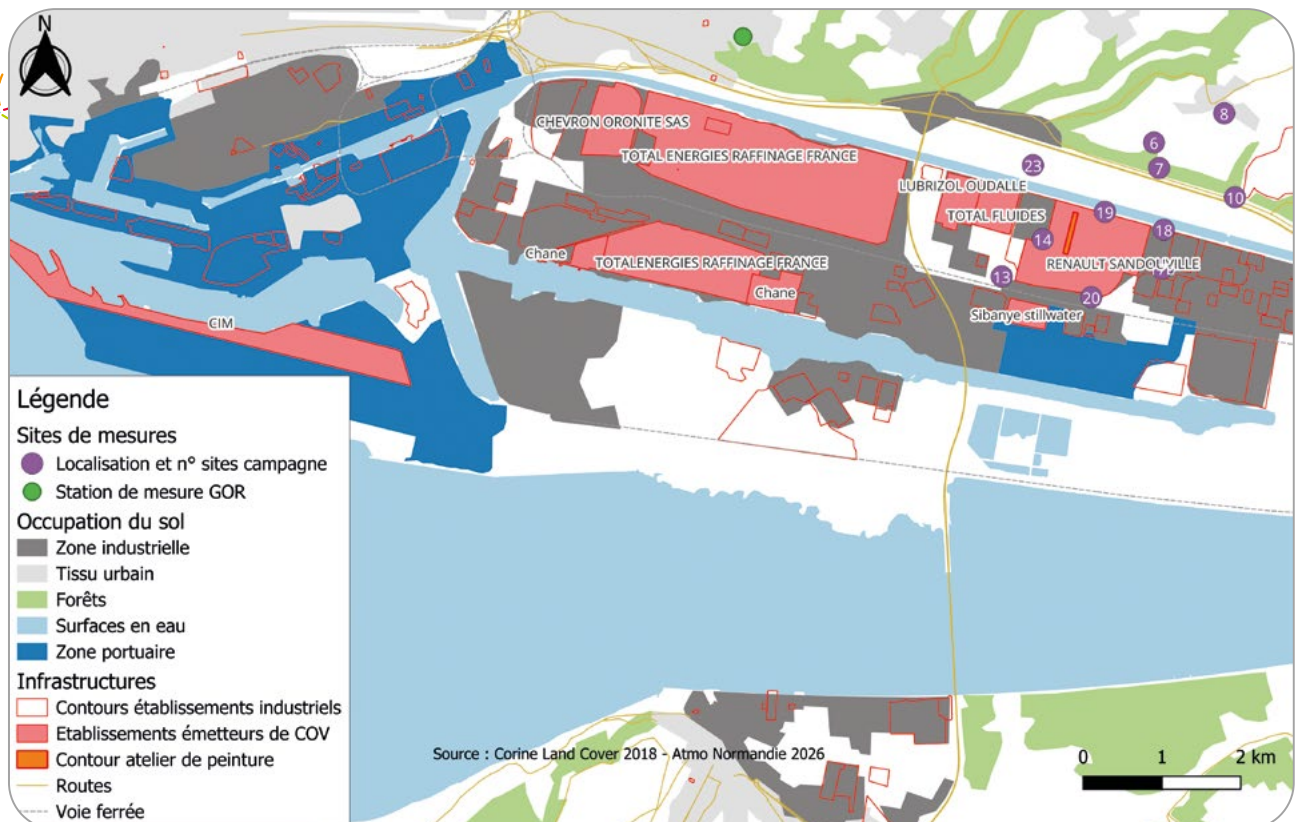 N
8
CHEVRON ORONITE SAS
6
TOTAL ENERGIES RAFFINAGE FRANCE
23
7
LUBRIZOL OUDALLE
10
19
TOTAL FLUIDES
18
14
Chane
TOTALENERGIES RAFFINAGE FRANCE
RENAULT SANDOUVILLE
13
Chane
20
Sibanye stillwater
CIM
Légende
Sites de mesures
Localisation et n° sites campagne
Station de mesure GOR
Occupation du sol
Zone industrielle
Tissu urbain
Forêts
Surfaces en eau
Zone portuaire
Infrastructures
Contours établissements industriels
Etablissements émetteurs de COV
Contour atelier de peinture
Routes
Voie ferrée
Source : Corine Land Cover 2018 - Atmo Normandie 2026
0 1 2 km